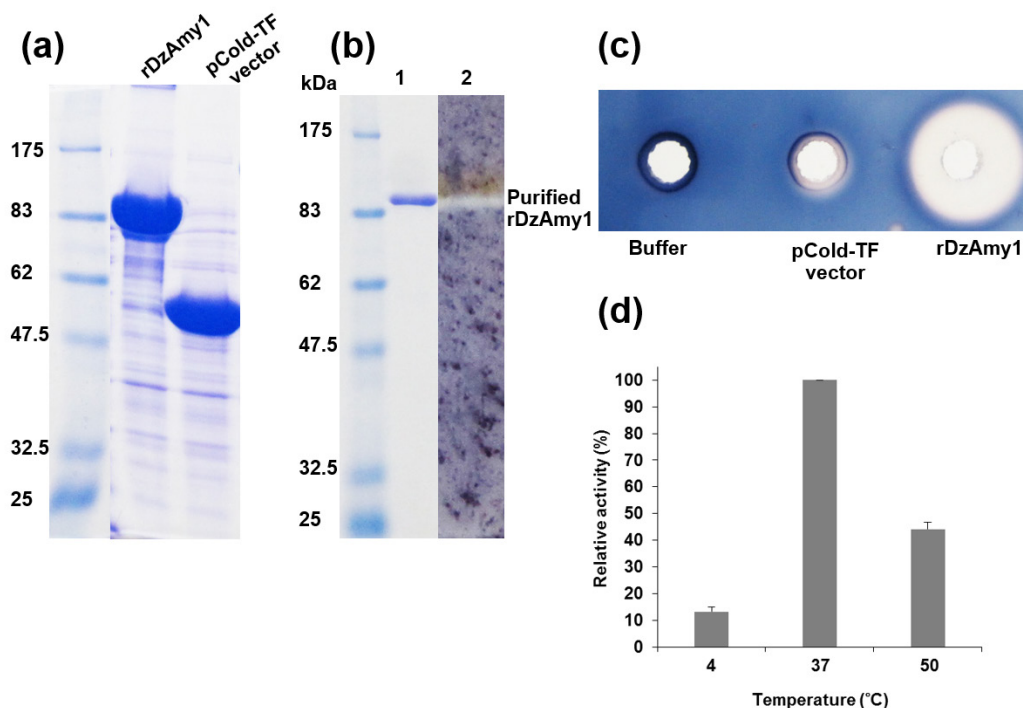 (a)
rDzAmy1
pCold-TF
vector
175
83
62
47.5
32.5
25
(b)
kDa
1
2
175
83
62
47.5
32.5
25
Purified
rDzAmy1
(c)
Buffer
pCold-TF
vector
rDzAmy1
(d)
Relative activity (%)
100
90
80
70
60
50
40
30
20
10
0
4
37
50
Temperature (°C)